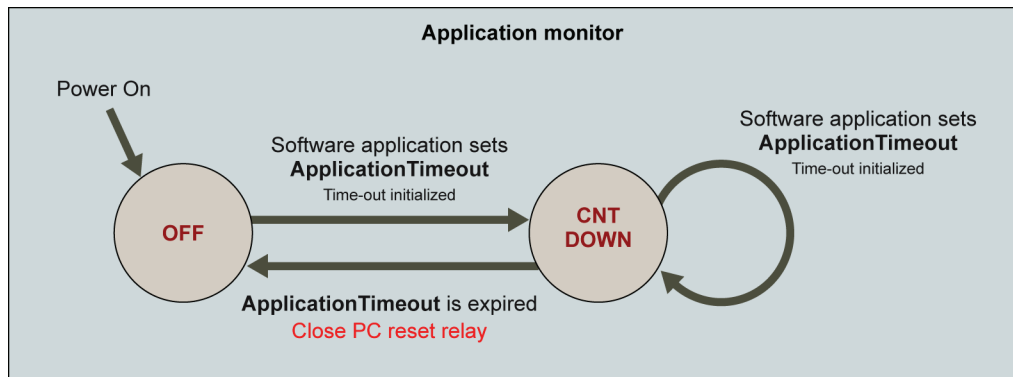 Application monitor
Power On
Software application sets
ApplicationTimeout
Time-out initialized
Software application sets
ApplicationTimeout
Time-out initialized
OFF
CNT
DOWN
ApplicationTimeout is expired
Close PC reset relay